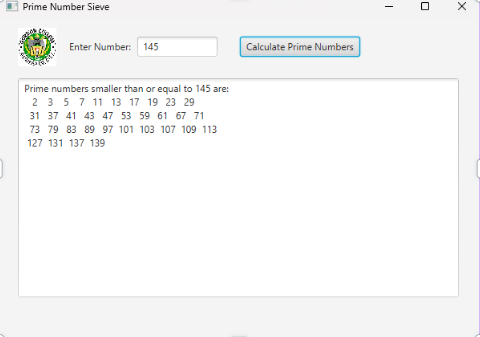 Prime Number Sieve
Enter Number: 145 Calculate Prime Numbers
Prime numbers smaller than or equal to 145 are:
2 3 5 7 11 13 17 19 23 29
31 37 41 43 47 53 59 61 67 71
73 79 83 89 97 101 103 107 109 113
127 131 137 139